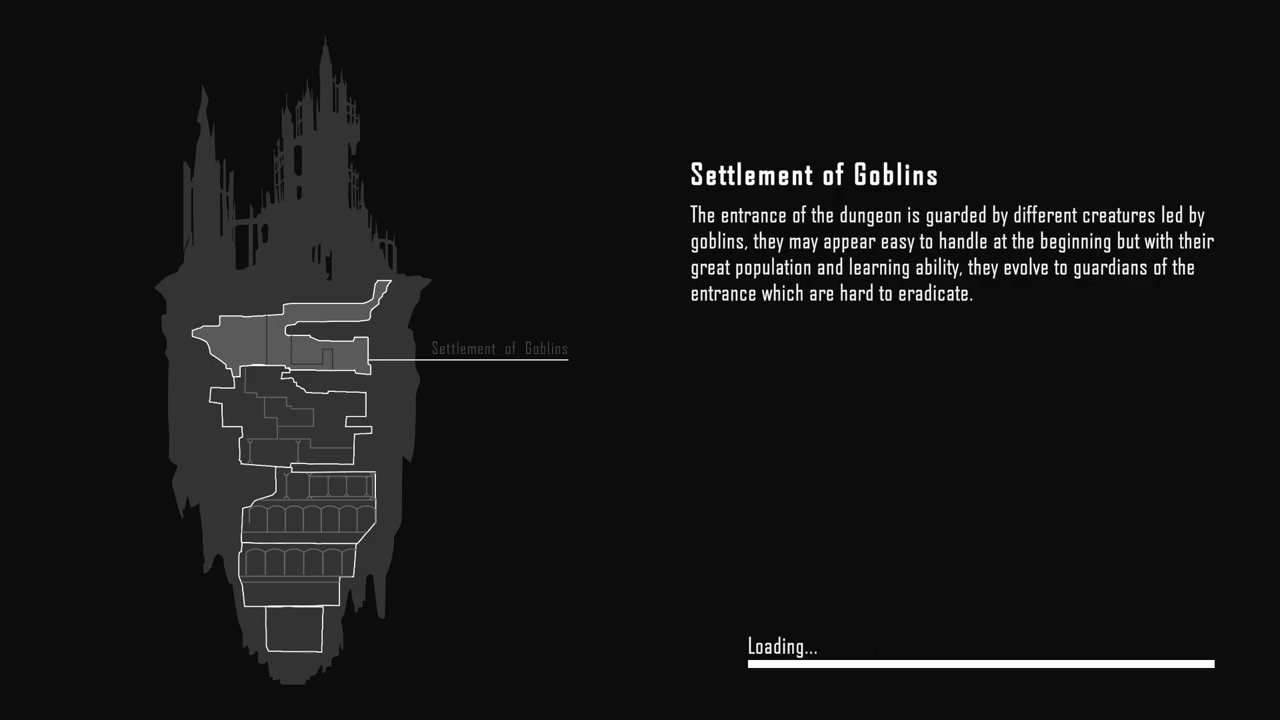 Settlement of Goblins
The entrance of the dungeon is guarded by different creatures led by
goblins, they may appear easy to handle at the beginning but with their
great population and learning ability, they evolve to guardians of the
entrance which are hard to eradicate.
Settlement of Goblins
Loading...